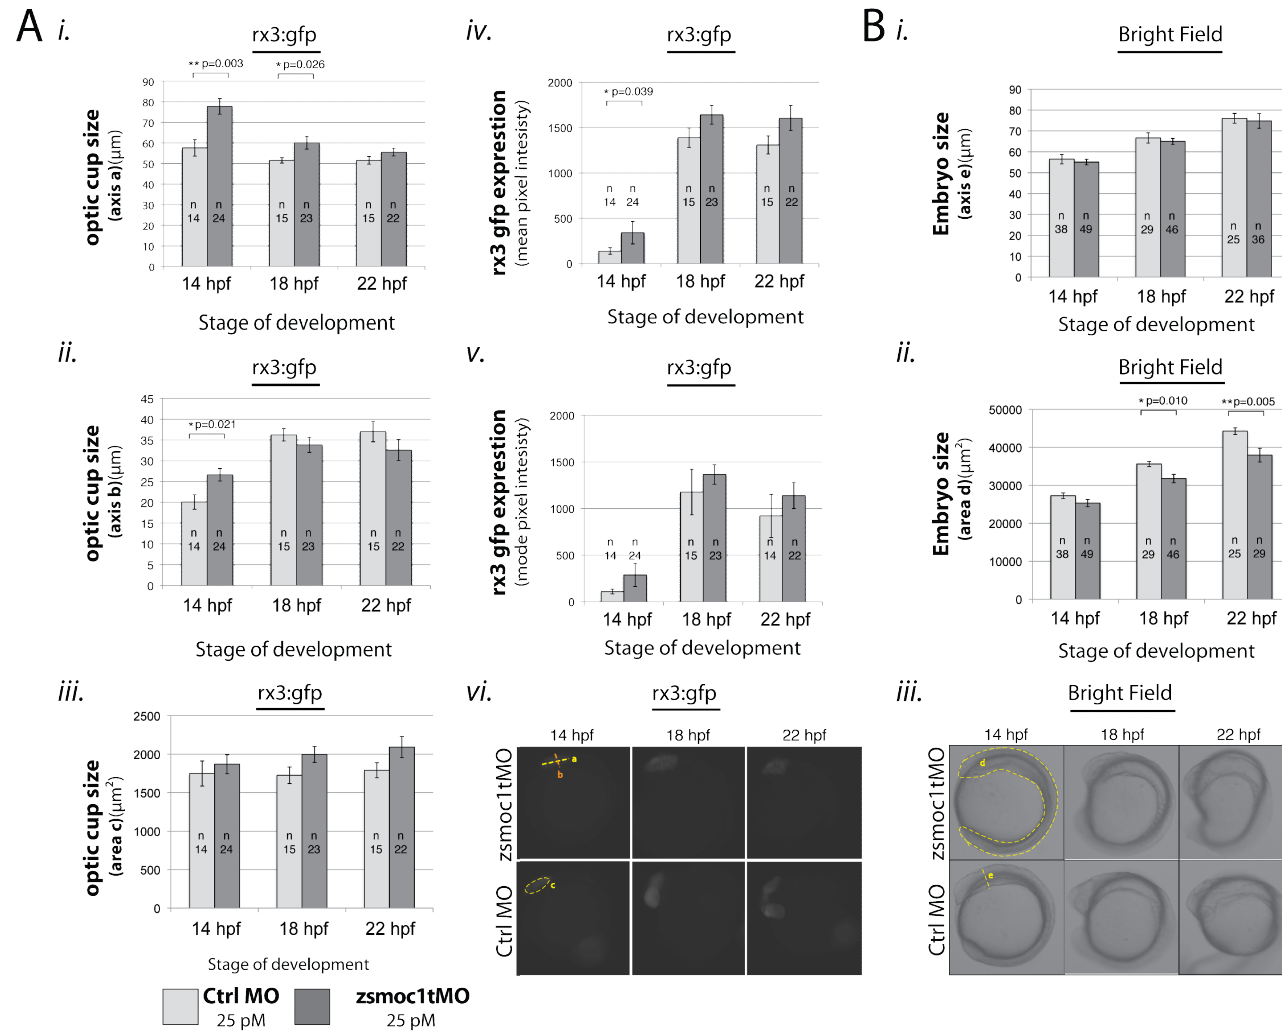 A
i.
rx3:gfp
** p=0.003
* p=0.026
optic cup size
(axis a)(μm)
90
80
70
60
50
40
30
20
10
0
n 14
n 24
n 15
n 23
n 15
n 22
14 hpf 18 hpf 22 hpf
Stage of development
ii.
rx3:gfp
* p=0.021
optic cup size
(axis b)(μm)
45
40
35
30
25
20
15
10
5
0
n 14
n 24
n 15
n 23
n 15
n 22
14 hpf 18 hpf 22 hpf
Stage of development
iii.
rx3:gfp
optic cup size
(area c)(μm²)
2500
2000
1500
1000
500
0
n 14
n 24
n 15
n 23
n 15
n 22
14 hpf 18 hpf 22 hpf
Stage of development
Ctrl MO
25 pM
zsmoc1tMO
25 pM
iv.
rx3:gfp
* p=0.039
rx3 gfp exprestion
(mean pixel intesisty)
2000
1500
1000
500
0
n 14
n 24
n 15
n 23
n 15
n 22
14 hpf 18 hpf 22 hpf
Stage of development
v.
rx3:gfp
rx3 gfp exprestion
(mode pixel intesisty)
2000
1500
1000
500
0
n 14
n 24
n 15
n 23
n 14
n 22
14 hpf 18 hpf 22 hpf
Stage of development
vi.
rx3:gfp
14 hpf 18 hpf 22 hpf
zsmoc1tMO
a
b
Ctrl MO
c
B
i.
Bright Field
Embryo size
(axis e)(μm)
90
80
70
60
50
40
30
20
10
0
n 38
n 49
n 29
n 46
n 25
n 36
14 hpf 18 hpf 22 hpf
Stage of development
ii.
Bright Field
* p=0.010
**p=0.005
Embryo size
(area d)(μm²)
50000
40000
30000
20000
10000
0
n 38
n 49
n 29
n 46
n 25
n 29
14 hpf 18 hpf 22 hpf
Stage of development
iii.
Bright Field
14 hpf 18 hpf 22 hpf
zsmoc1tMO
d
Ctrl MO
e